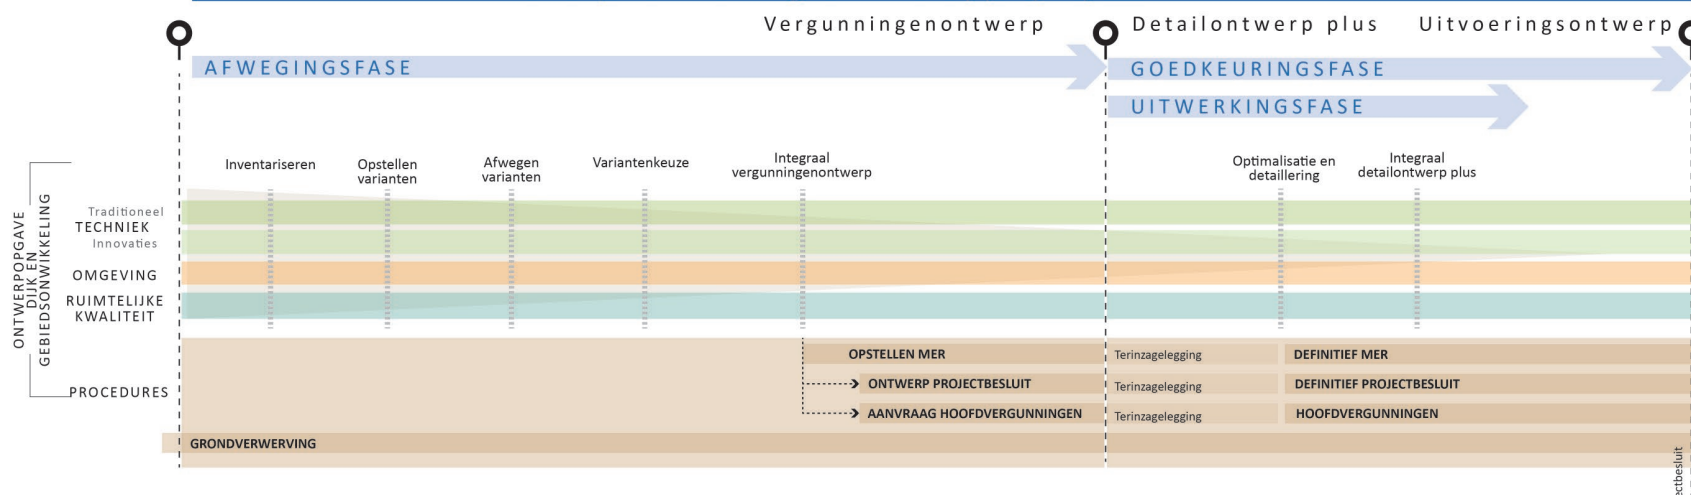 Vergunningenontwerp
Detailontwerp plus
Uitvoeringsontwerp
AFWEGINGSFASE
GOEDKEURINGSFASE
UITWERKINGSFASE
Inventariseren
Opstellen
varianten
Afwegen
varianten
Variantenkeuze
Integraal
vergunningenontwerp
Optimalisatie en
detaillering
Integraal
detailontwerp plus
ONTWERPOPGAVE
DIJK EN
GEBIEDSONWIKKELING
Traditioneel
TECHNIEK
Innovaties
OMGEVING
RUIMTELIJKE
KWALITEIT
PROCEDURES
OPSTELLEN MER
Terinzagelegging
DEFINITIEF MER
ONTWERP PROJECTBESLUIT
Terinzagelegging
DEFINITIEF PROJECTBESLUIT
AANVRAAG HOOFDVERGUNNINGEN
Terinzagelegging
HOOFDVERGUNNINGEN
GRONDVERWERVING
ectbesluit